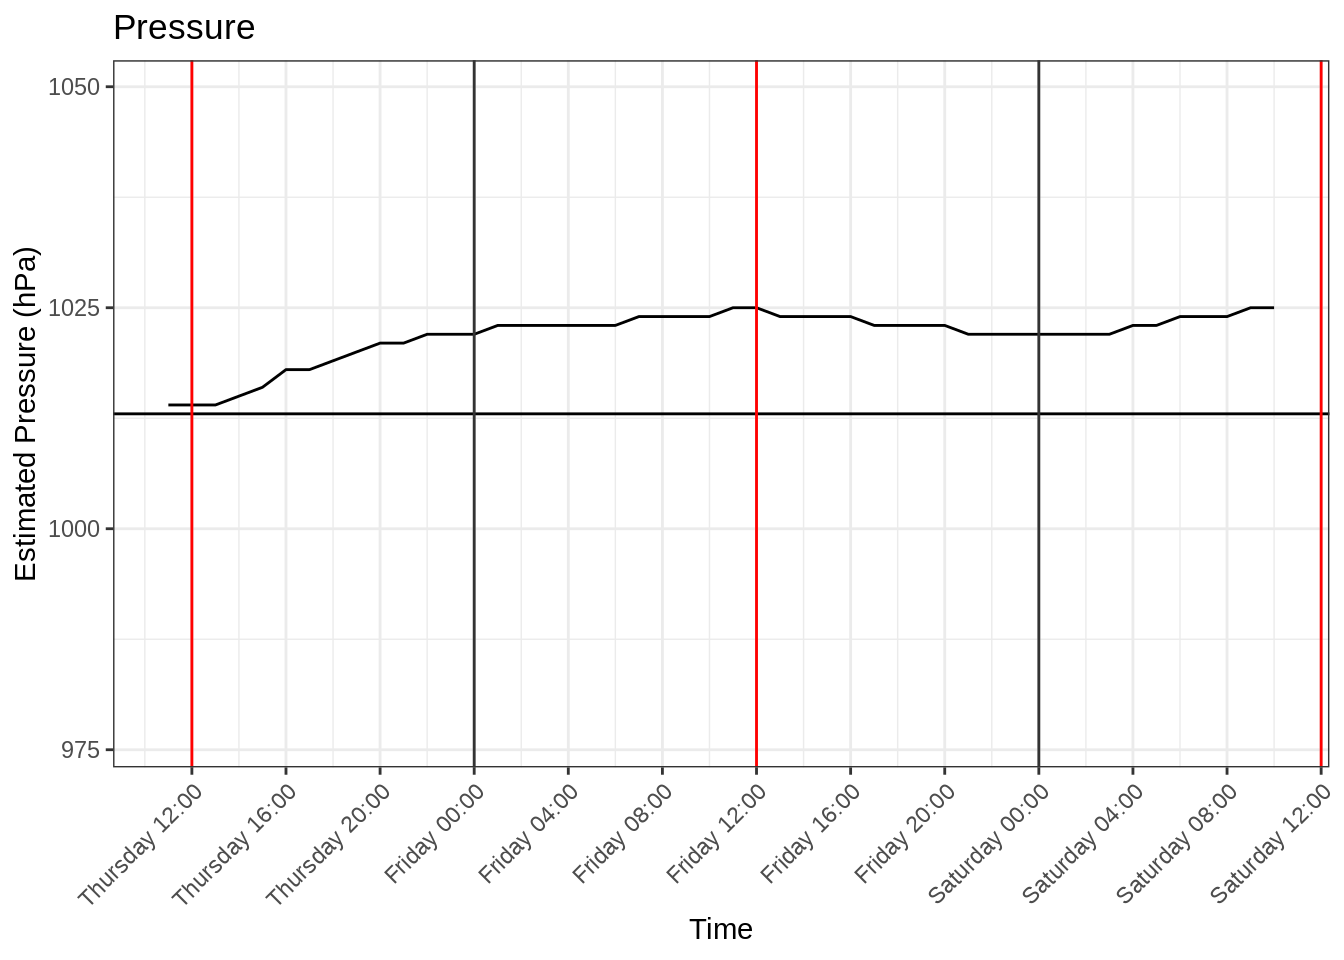 Pressure
Estimated Pressure (hPa)
1050
1025
1000
975
Thursday 12:00
Thursday 16:00
Thursday 20:00
Friday 00:00
Friday 04:00
Friday 08:00
Friday 12:00
Friday 16:00
Friday 20:00
Saturday 00:00
Saturday 04:00
Saturday 08:00
Saturday 12:00
Time